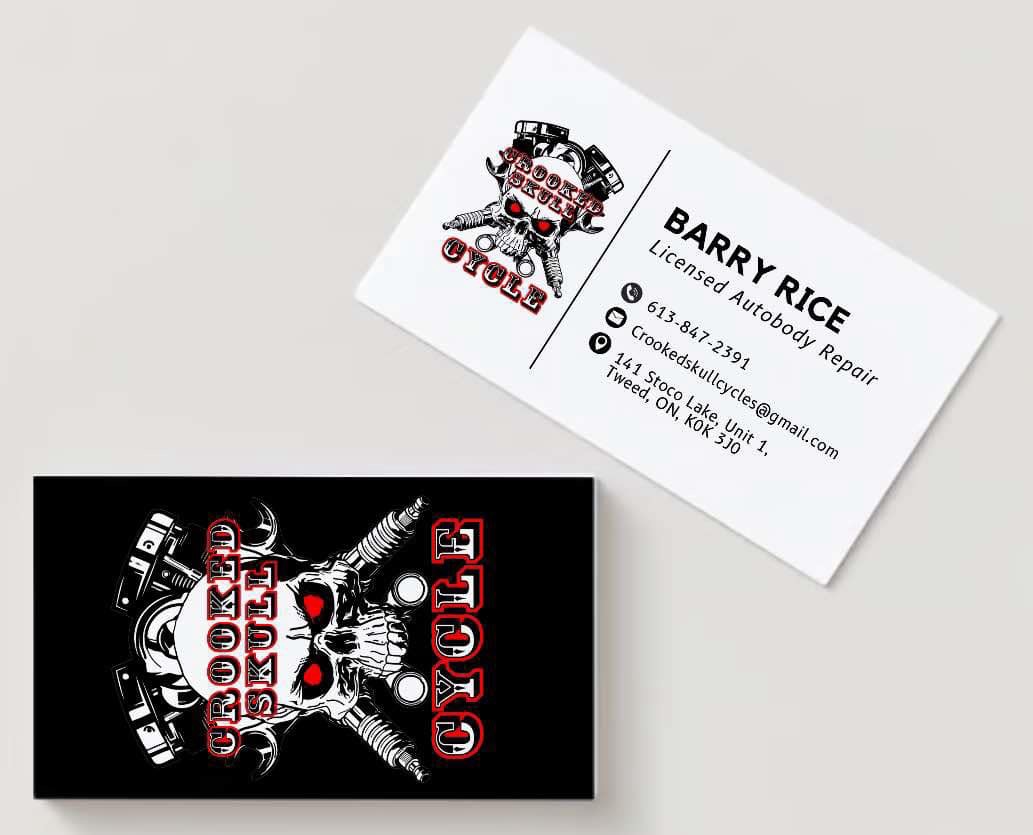 CROOKED
SKULL
CYCLE
BARRY RICE
Licensed Autobody Repair
613-847-2391
Crookedskullcycles@gmail.com
141 Stoco Lake, Unit 1,
Tweed, ON, K0K 3J0
CROOKED
SKULL
CYCLE